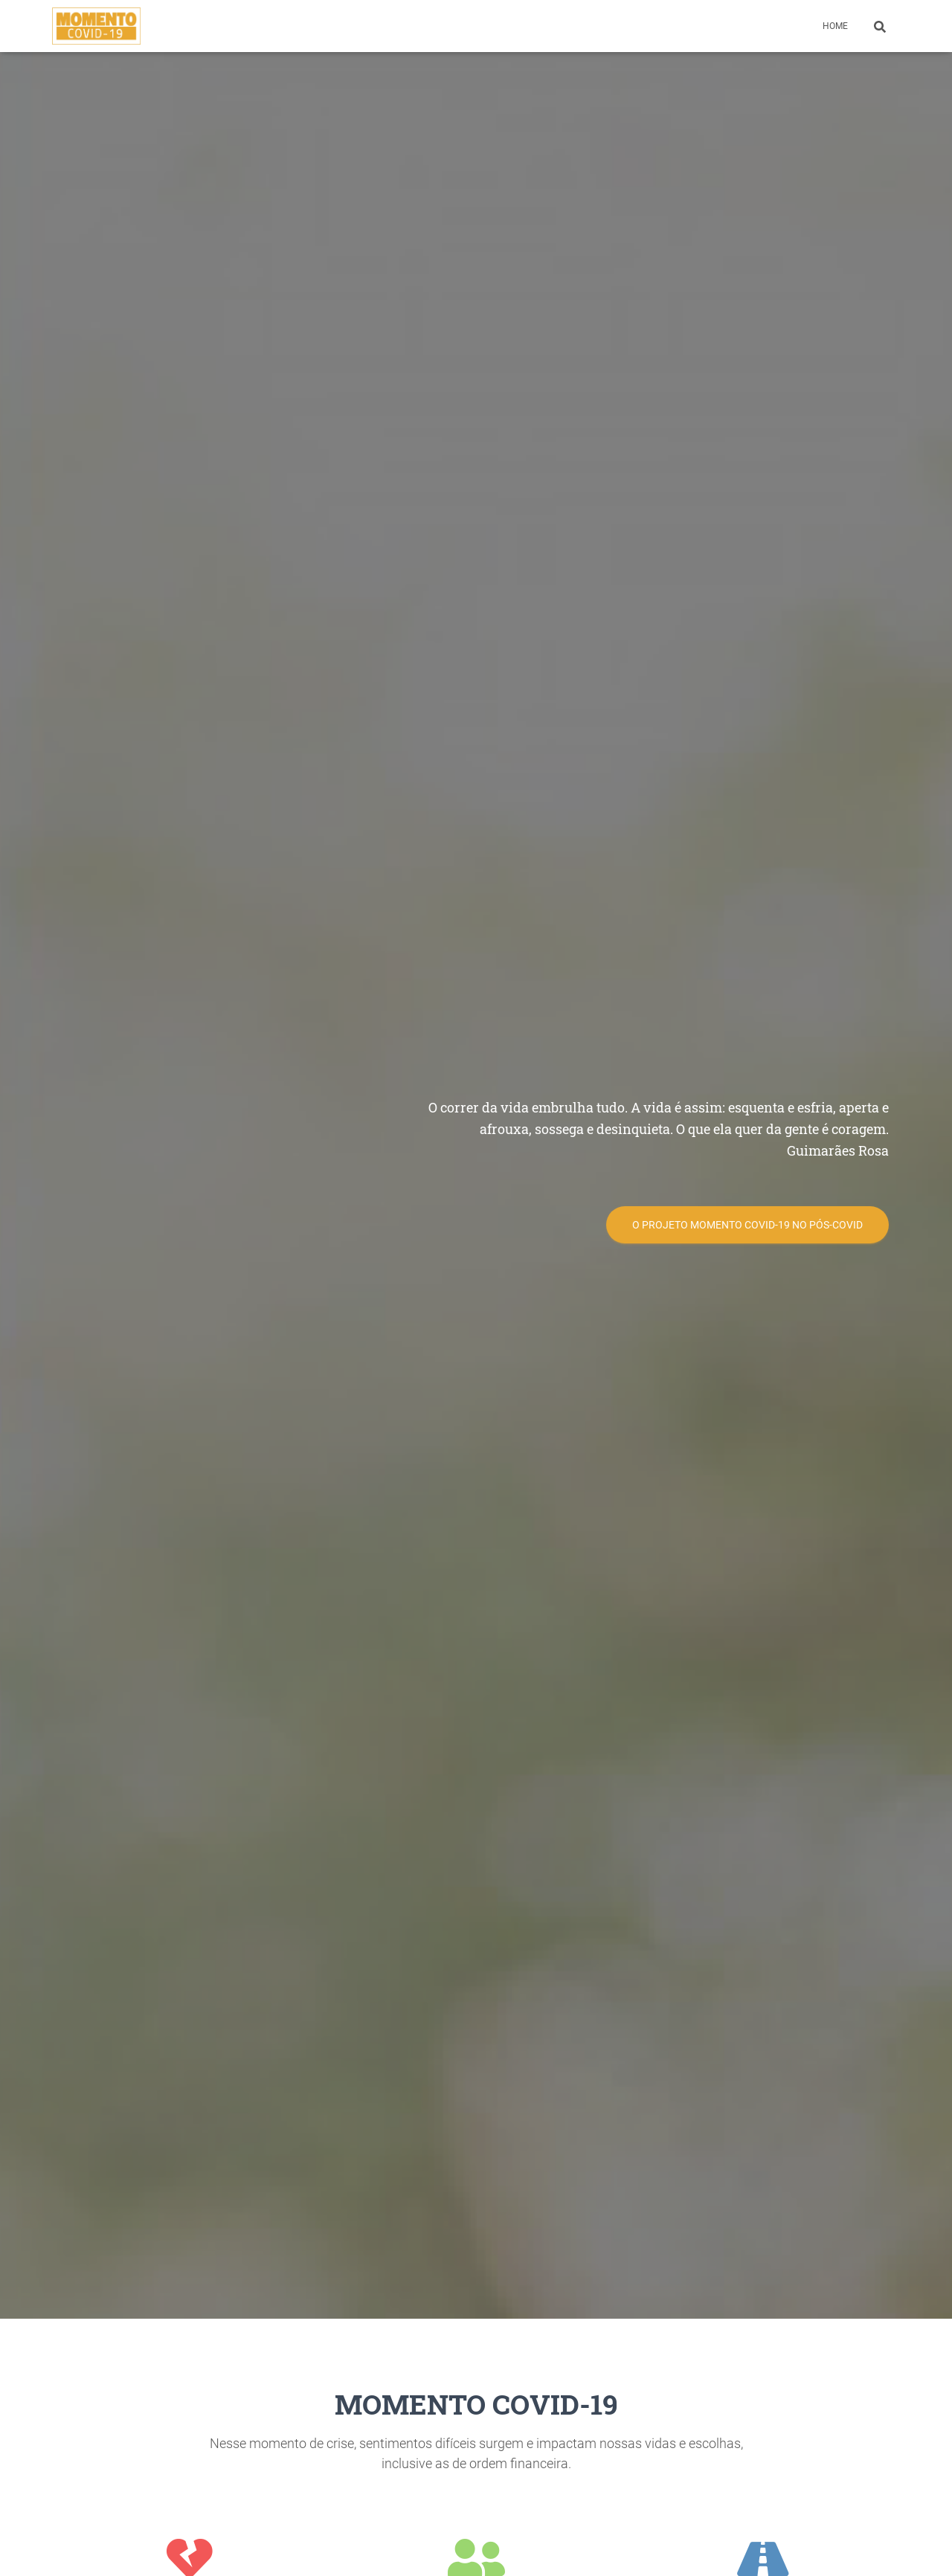 MOMENTO
COVID-19
HOME
O correr da vida embrulha tudo. A vida é assim: esquenta e esfria, aperta e
afrouxa, sossega e desinquieta. O que ela quer da gente é coragem.
Guimarães Rosa
O PROJETO MOMENTO COVID-19 NO PÓS-COVID
MOMENTO COVID-19
Nesse momento de crise, sentimentos difíceis surgem e impactam nossas vidas e escolhas,
inclusive as de ordem financeira.